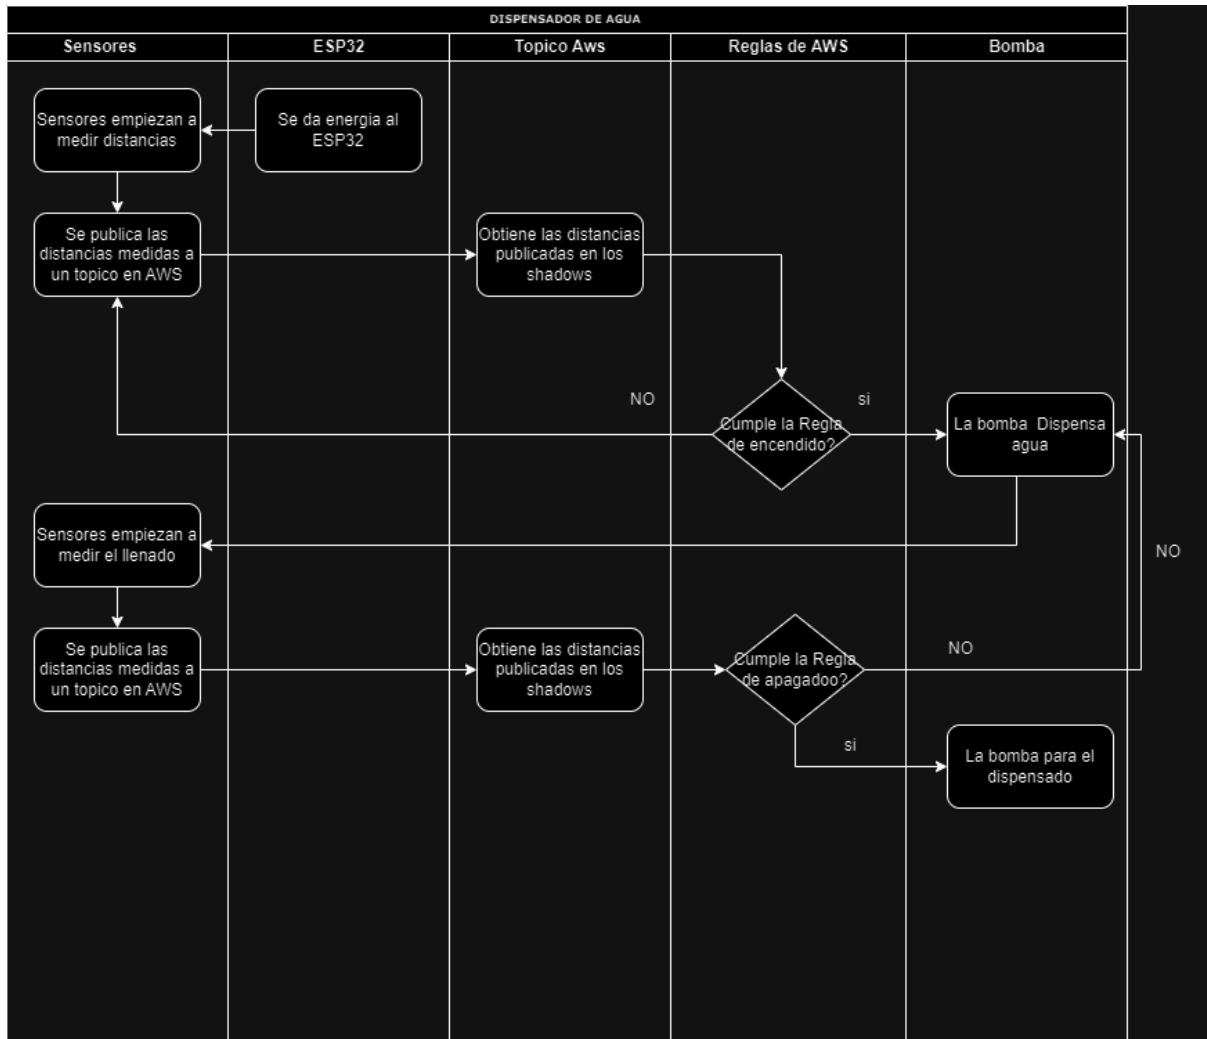 DISPENSADOR DE AGUA
Sensores
ESP32
Topico Aws
Reglas de AWS
Bomba
Sensores empiezan a
medir distancias
Se da energia al
ESP32
Se publica las
distancias medidas a
un topico en AWS
Obtiene las distancias
publicadas en los
shadows
NO
si
Cumple la Regla
de encendido?
La bomba Dispensa
agua
Sensores empiezan a
medir el llenado
NO
Se publica las
distancias medidas a
un topico en AWS
Obtiene las distancias
publicadas en los
shadows
Cumple la Regla
de apagadoo?
NO
si
La bomba para el
dispensado